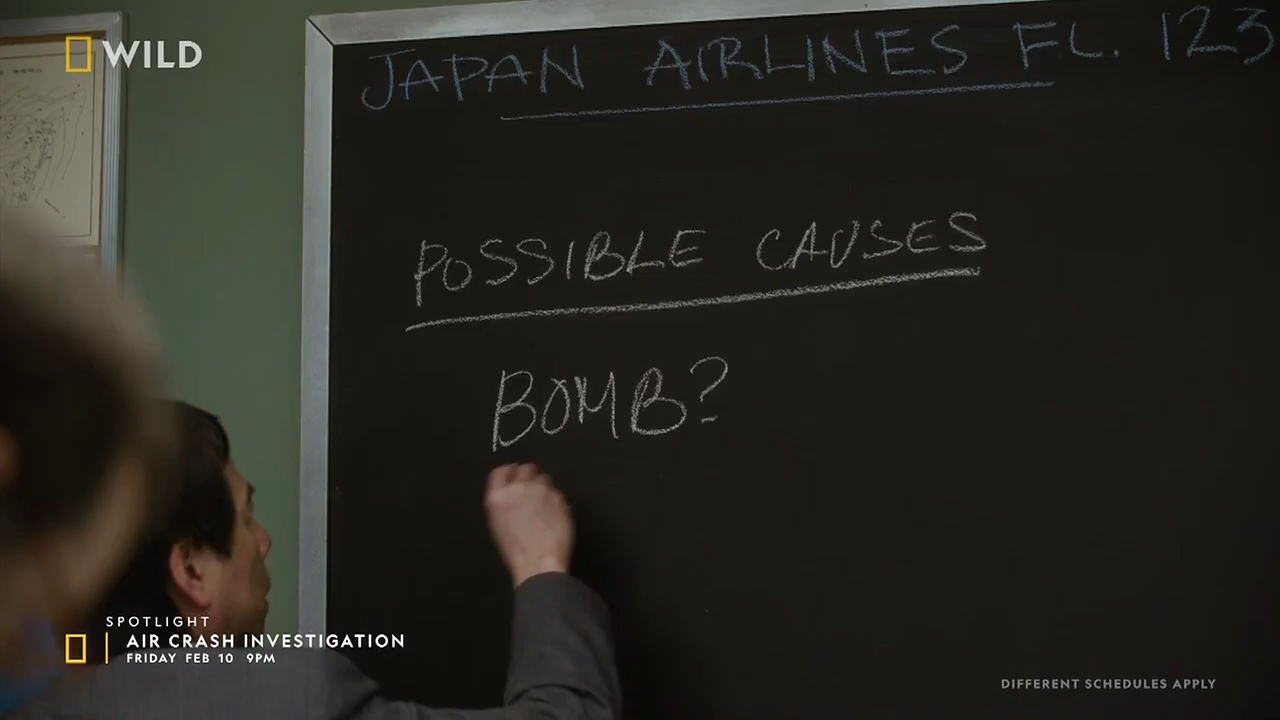 WILD
JAPAN AIRLINES FL. 123
POSSIBLE CAUSES
BOMB?
SPOTLIGHT
AIR CRASH INVESTIGATION
FRIDAY FEB 10 9PM
DIFFERENT SCHEDULES APPLY